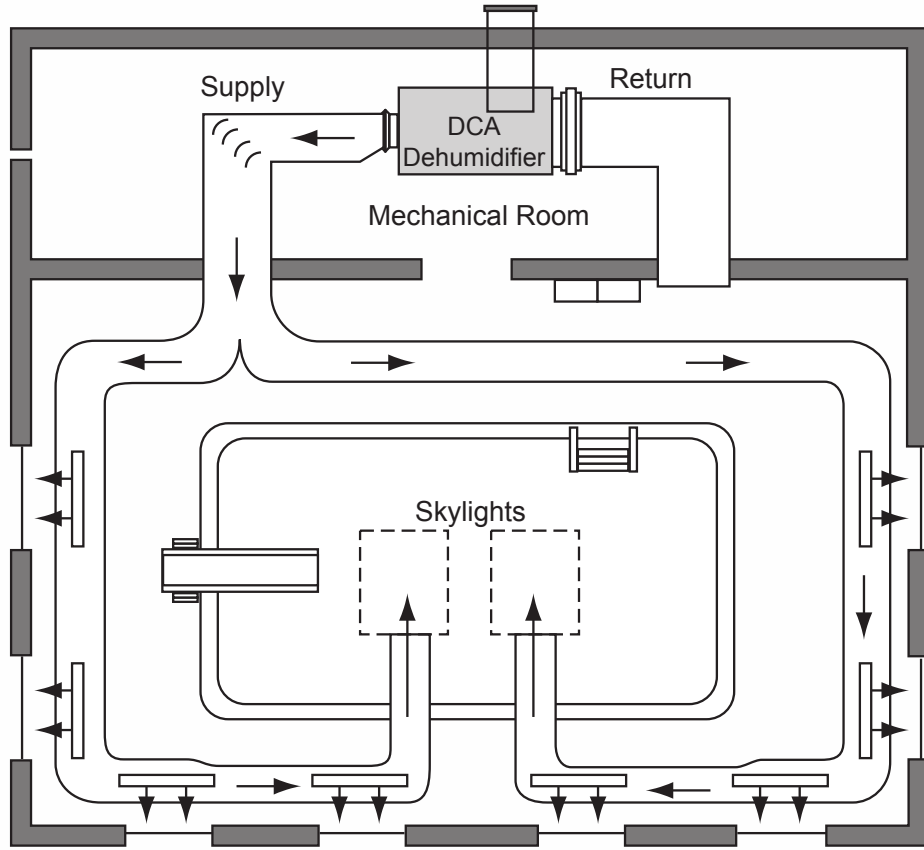 Supply
Return
DCA
Dehumidifier
Mechanical Room
Skylights